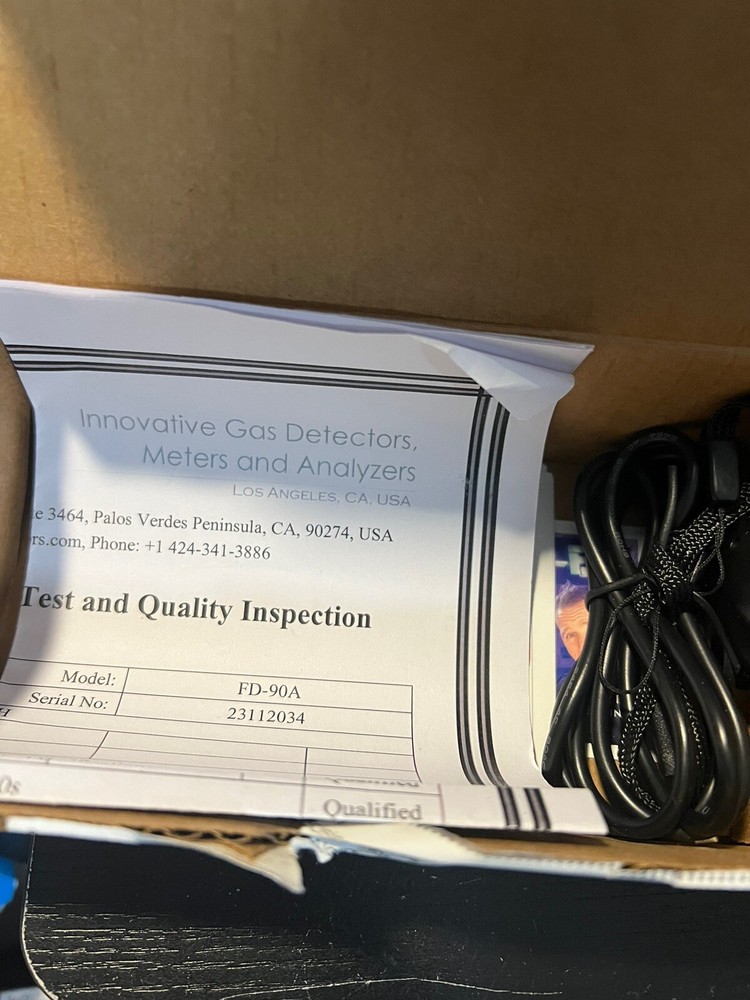 Innovative Gas Detectors,
Meters and Analyzers
LOS ANGELES, CA, USA
3464, Palos Verdes Peninsula, CA, 90274, USA
rs.com, Phone: +1 424-341-3886
Test and Quality Inspection
Model: FD-90A
Serial No: 23112034
0s
Qualified